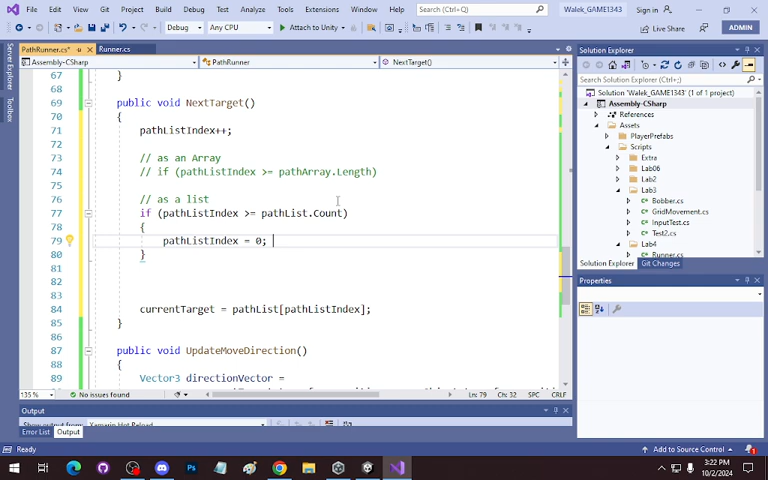 File Edit View Git Project Build Debug Test Analyze Tools Extensions Window Help Search (Ctrl+Q) Walek_GAME1343 Sign in
Debug Any CPU Attach to Unity Live Share ADMIN
PathRunner.cs* Runner.cs
Assembly-CSharp PathRunner NextTarget()
Server Explorer
Toolbox
67 }
68
69 public void NextTarget()
70 {
71 pathListIndex++;
72
73 // as an Array
74 // if (pathListIndex >= pathArray.Length)
75
76 // as a list
77 if (pathListIndex >= pathList.Count)
78 {
79 pathListIndex = 0;
80 }
81
82
83
84 currentTarget = pathList[pathListIndex];
85 }
86
87 public void UpdateMoveDirection()
88 {
89 Vector3 directionVector =
135 % No issues found Ln: 79 Ch: 32 SPC CRLF
Output
Error List Output
Solution Explorer
Search Solution Explorer (Ctrl+;)
Solution 'Walek_GAME1343' (1 of 1 project)
Assembly-CSharp
References
Assets
PlayerPrefabs
Scripts
Extra
Lab06
Lab2
Lab3
Bobber.cs
GridMovement.cs
InputTest.cs
Test2.cs
Lab4
Runner.cs
Solution Explorer Git Changes
Properties
Ready Add to Source Control
3:22 PM
10/2/2024